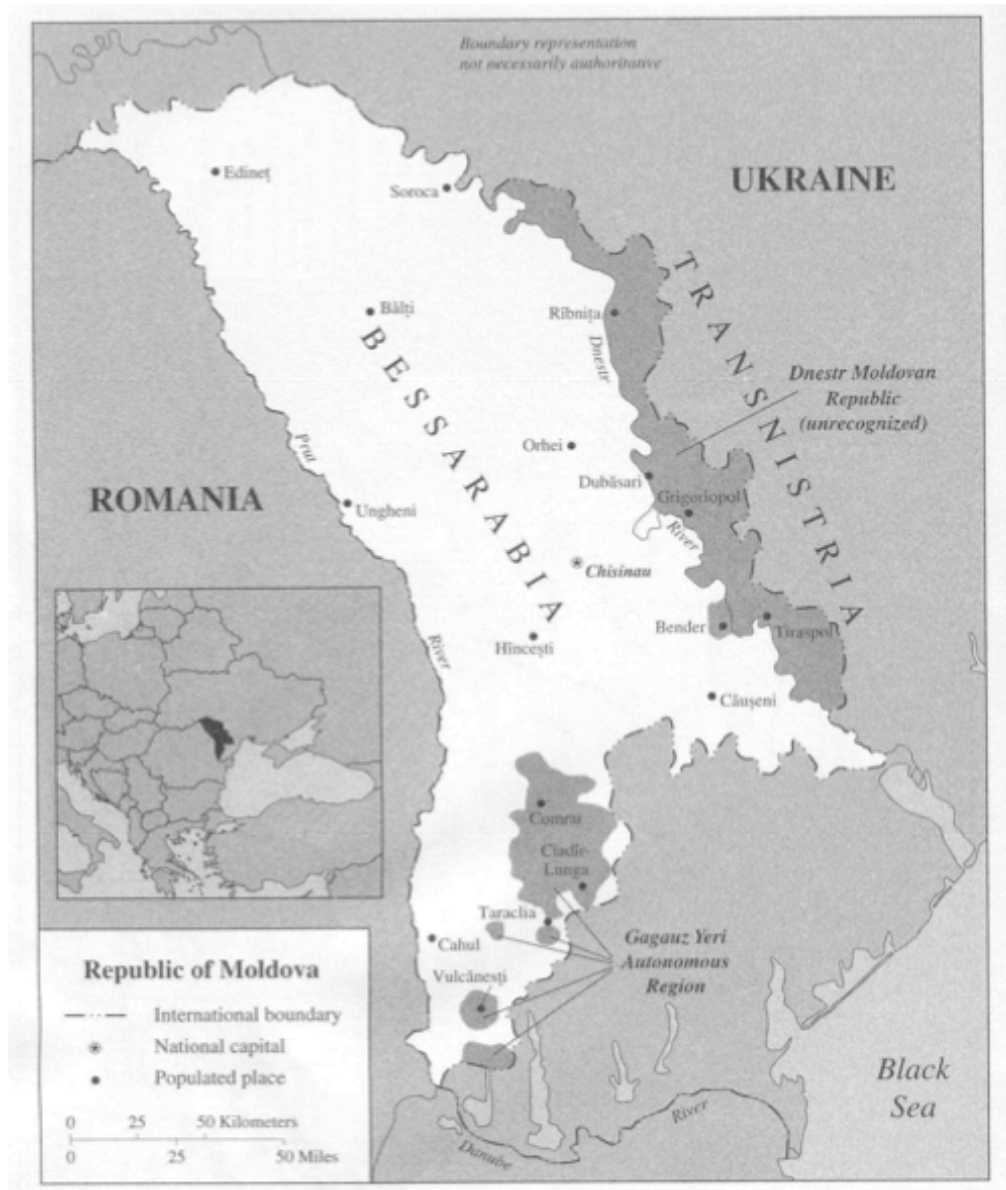 Boundary representation
not necessarily authoritative
Edineț
Soroca
UKRAINE
TRANSNISTRIA
Bălți
Rîbnița
BESSARABIA
Dnestr
Dnestr Moldovan
Republic
(unrecognized)
Prut
Orhei
Dubăsari
Grigoriopol
ROMANIA
Ungheni
River
Chisinau
Bender
Tiraspol
Hîncești
River
Căușeni
Comrat
Ciadîr-
Lunga
Taraclia
Cahul
Gagauz Yeri
Autonomous
Region
Vulcănești
Republic of Moldova
International boundary
National capital
Populated place
0 25 50 Kilometers
0 25 50 Miles
Black
Sea
River
Danube